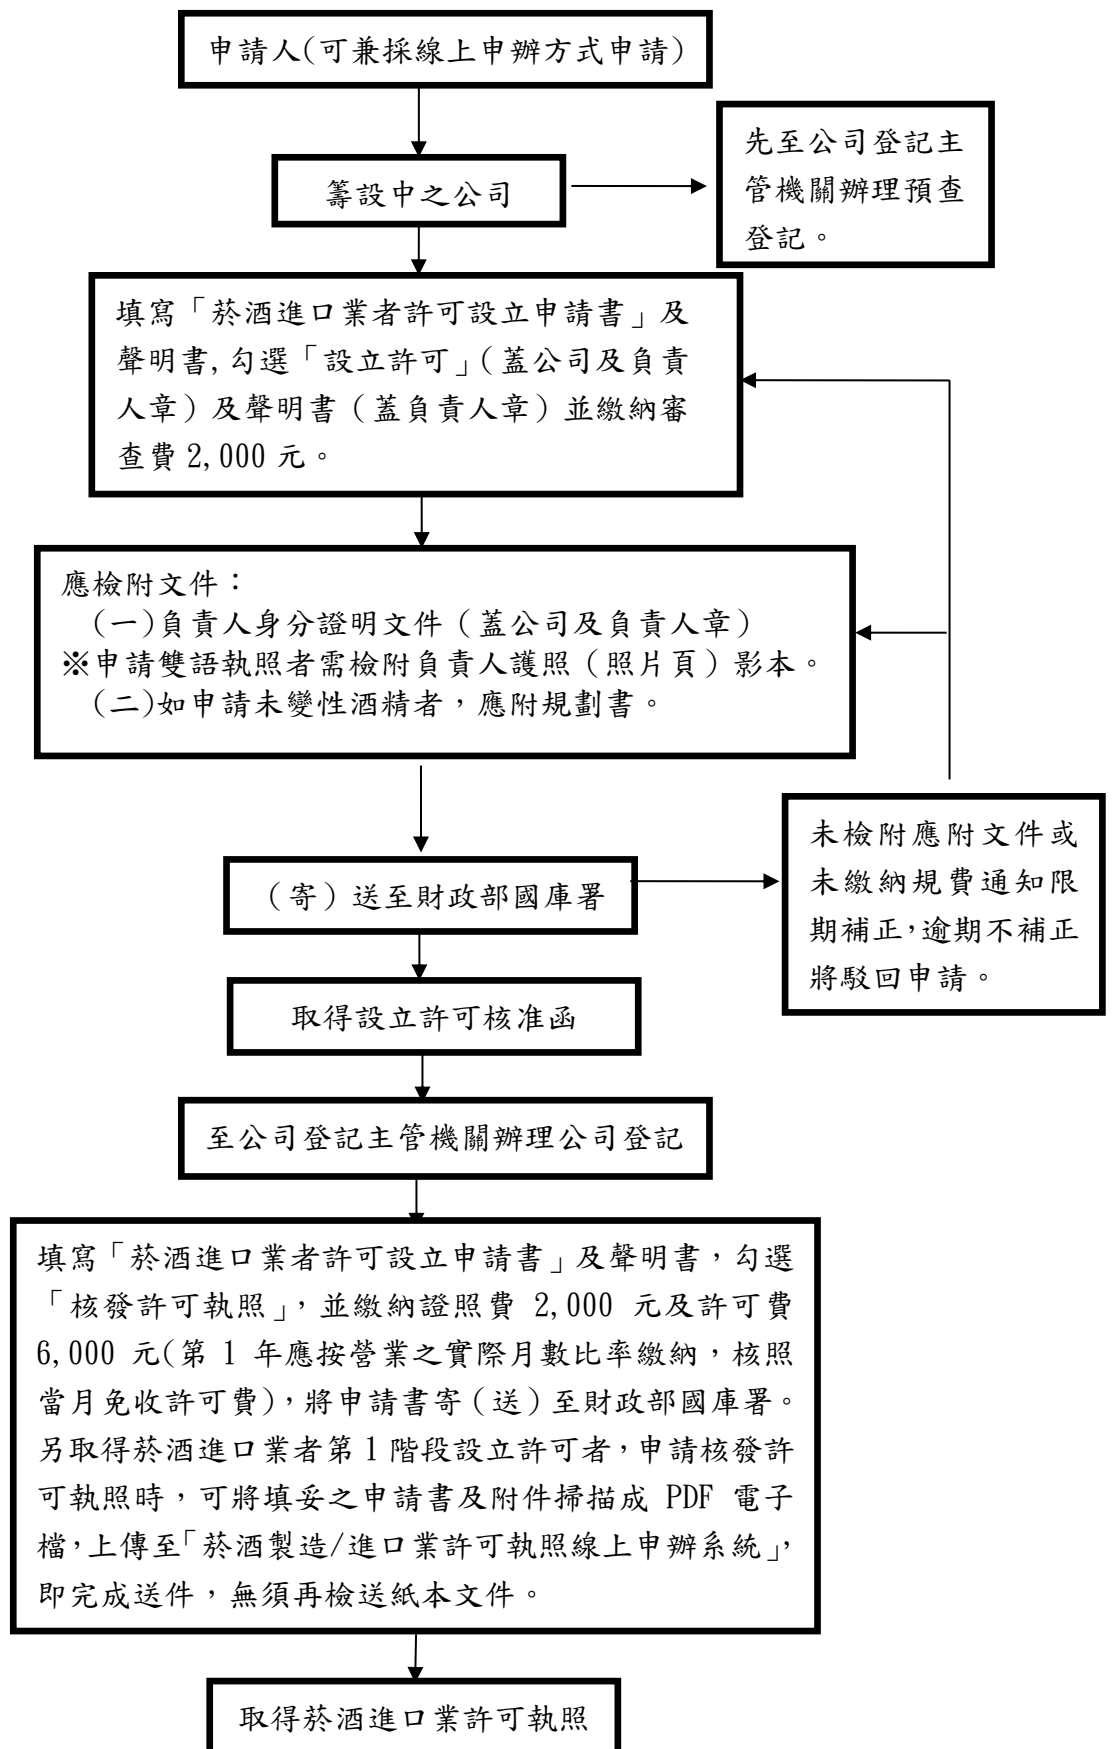 申請人(可兼採線上申辦方式申請)
先至公司登記主
管機關辦理預查
登記。
籌設中之公司
填寫「菸酒進口業者許可設立申請書」及
聲明書,勾選「設立許可」(蓋公司及負責
人章)及聲明書(蓋負責人章)並繳納審
查費 2,000 元。
應檢附文件：
(一)負責人身分證明文件(蓋公司及負責人章)
※申請雙語執照者需檢附負責人護照(照片頁)影本。
(二)如申請未變性酒精者,應附規劃書。
未檢附應附文件或
未繳納規費通知限
期補正,逾期不補正
將駁回申請。
(寄)送至財政部國庫署
取得設立許可核准函
至公司登記主管機關辦理公司登記
填寫「菸酒進口業者許可設立申請書」及聲明書,勾選
「核發許可執照」,並繳納證照費 2,000 元及許可費
6,000 元(第 1 年應按營業之實際月數比率繳納,核照
當月免收許可費),將申請書寄(送)至財政部國庫署。
另取得菸酒進口業者第 1 階段設立許可者,申請核發許
可執照時,可將填妥之申請書及附件掃描成 PDF 電子
檔,上傳至「菸酒製造/進口業許可執照線上申辦系統」,
即完成送件,無須再檢送紙本文件。
取得菸酒進口業許可執照